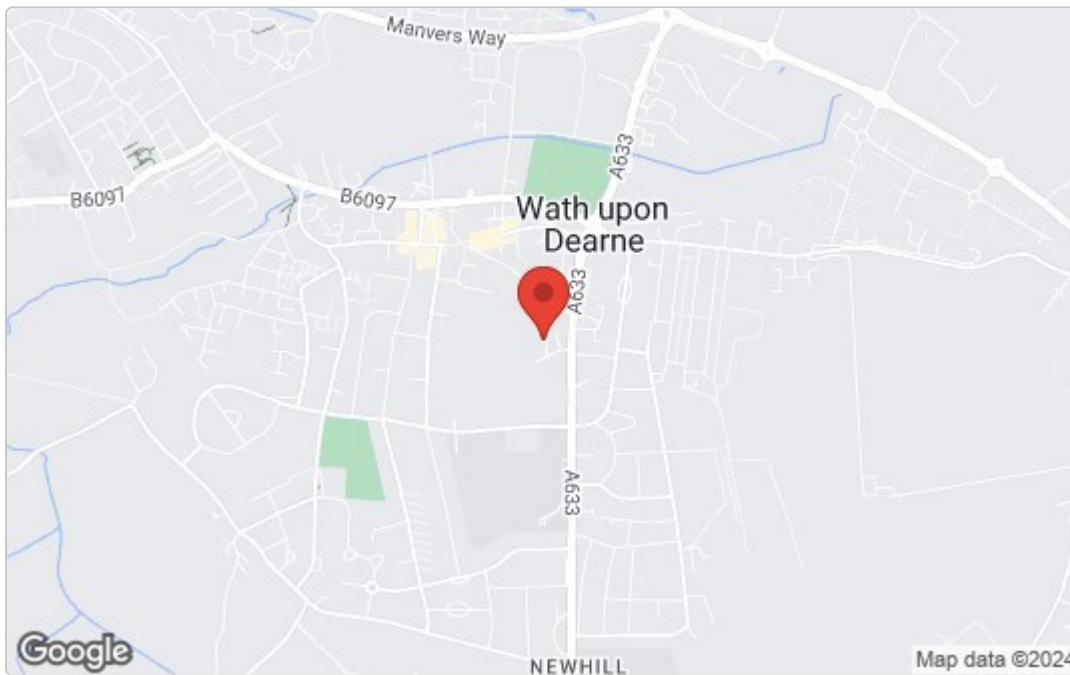 Manvers Way
A633
B6097
B6097
Wath upon
Dearne
A633
A633
NEWHILL
Google
Map data ©2024